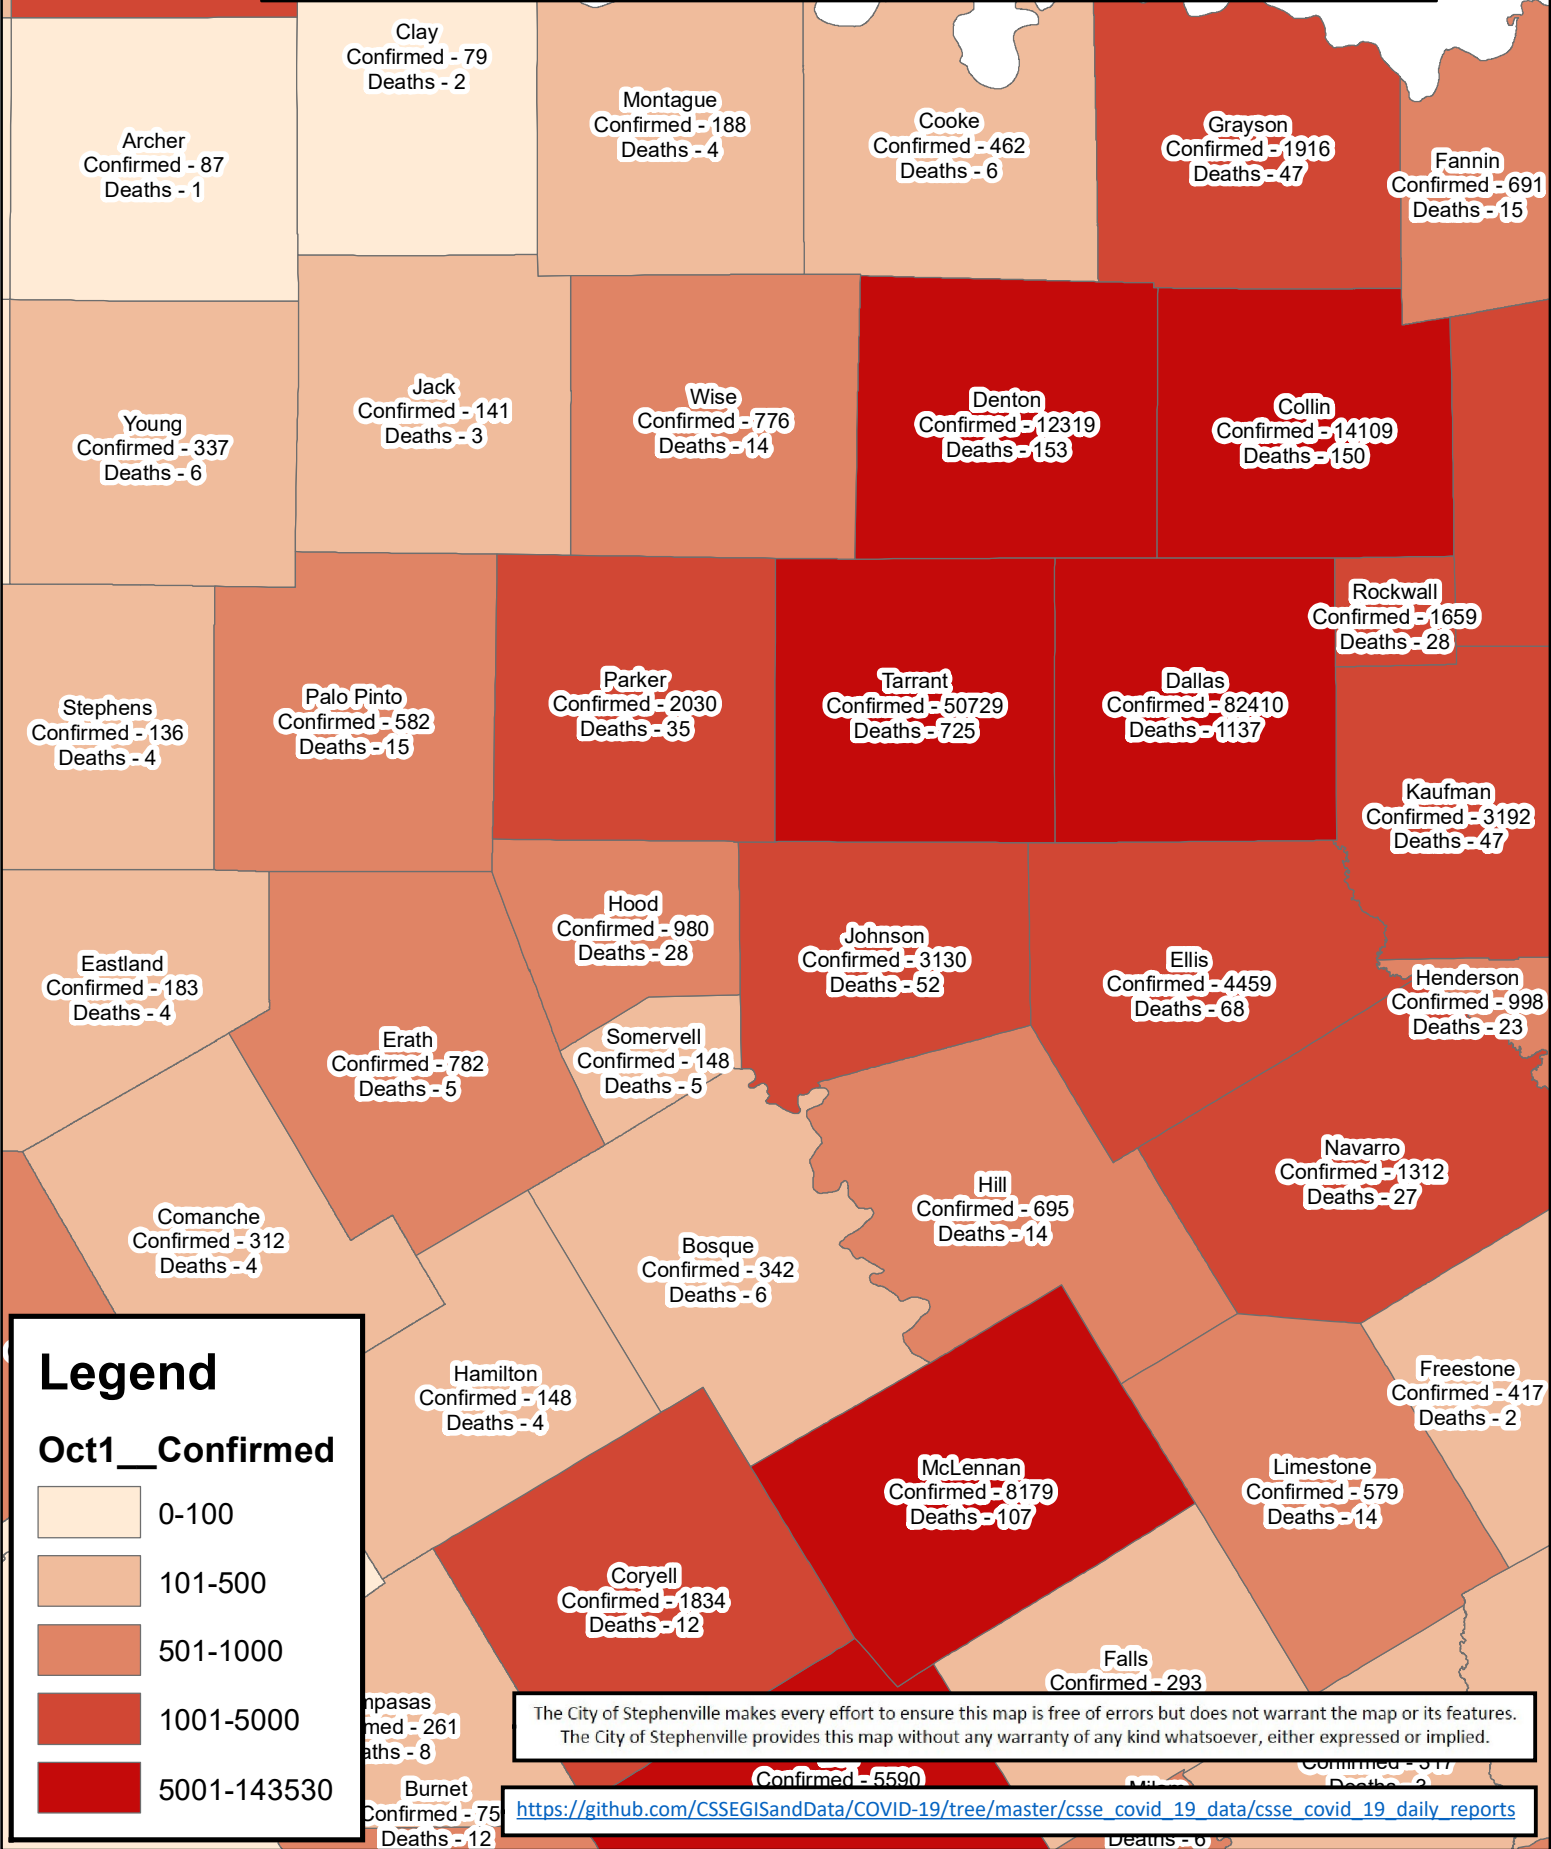 Clay
Confirmed - 79
Deaths - 2
Montague
Confirmed - 188
Deaths - 4
Cooke
Confirmed - 462
Deaths - 6
Grayson
Confirmed - 1916
Deaths - 47
Archer
Confirmed - 87
Deaths - 1
Fannin
Confirmed - 691
Deaths - 15
Young
Confirmed - 337
Deaths - 6
Jack
Confirmed - 141
Deaths - 3
Wise
Confirmed - 776
Deaths - 14
Denton
Confirmed - 12319
Deaths - 153
Collin
Confirmed - 14109
Deaths - 150
Rockwall
Confirmed - 1659
Deaths - 28
Stephens
Confirmed - 136
Deaths - 4
Palo Pinto
Confirmed - 582
Deaths - 15
Parker
Confirmed - 2030
Deaths - 35
Tarrant
Confirmed - 50729
Deaths - 725
Dallas
Confirmed - 82410
Deaths - 1137
Kaufman
Confirmed - 3192
Deaths - 47
Eastland
Confirmed - 183
Deaths - 4
Hood
Confirmed - 980
Deaths - 28
Johnson
Confirmed - 3130
Deaths - 52
Ellis
Confirmed - 4459
Deaths - 68
Henderson
Confirmed - 998
Deaths - 23
Erath
Confirmed - 782
Deaths - 5
Somervell
Confirmed - 148
Deaths - 5
Comanche
Confirmed - 312
Deaths - 4
Bosque
Confirmed - 342
Deaths - 6
Hill
Confirmed - 695
Deaths - 14
Navarro
Confirmed - 1312
Deaths - 27
Hamilton
Confirmed - 148
Deaths - 4
McLennan
Confirmed - 8179
Deaths - 107
Limestone
Confirmed - 579
Deaths - 14
Freestone
Confirmed - 417
Deaths - 2
Coryell
Confirmed - 1834
Deaths - 12
Falls
Confirmed - 293
Legend
Oct1__Confirmed
0-100
101-500
501-1000
1001-5000
5001-143530
mpasas
med - 261
aths - 8
Burnet
Confirmed - 75
Deaths - 12
The City of Stephenville makes every effort to ensure this map is free of errors but does not warrant the map or its features.
The City of Stephenville provides this map without any warranty of any kind whatsoever, either expressed or implied.
Confirmed - 5590
Confirmed - 317
Deaths - 3
Milam
https://github.com/CSSEGISandData/COVID-19/tree/master/csse_covid_19_data/csse_covid_19_daily_reports
Deaths - 6